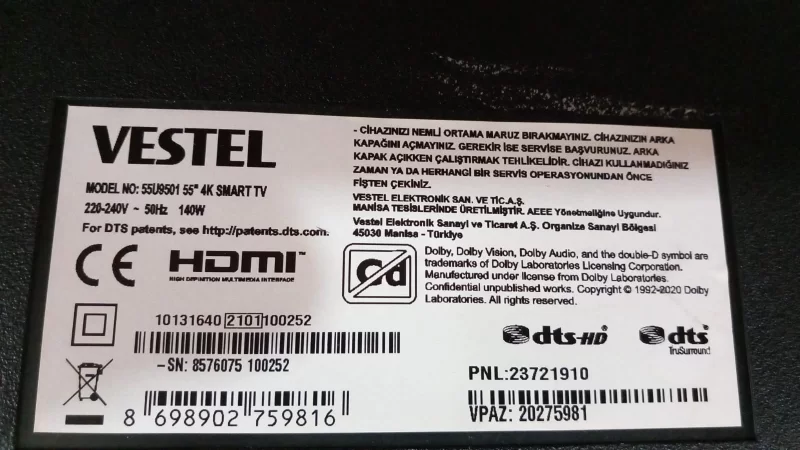 VESTEL
MODEL NO: 55U9501 55" 4K SMART TV
220-240V ~ 50Hz 140W
For DTS patents, see http://patents.dts.com.
- CİHAZINIZI NEMLİ ORTAMA MARUZ BIRAKMAYINIZ. CİHAZINIZIN ARKA
KAPAĞINI AÇMAYINIZ. GEREKİR İSE SERVİSE BAŞVURUNUZ. ARKA
KAPAK AÇIKKEN ÇALIŞTIRMAK TEHLİKELİDİR. CİHAZI KULLANMADIĞINIZ
ZAMAN YA DA HERHANGİ BİR SERVİS OPERASYONUNDAN ÖNCE
FİŞTEN ÇEKİNİZ.
VESTEL ELEKTRONİK SAN. VE TİC.A.Ş.
MANİSA TESİSLERİNDE ÜRETİLMİŞTİR. AEEE Yönetmeliğine Uygundur.
Vestel Elektronik Sanayi ve Ticaret A.Ş. Organize Sanayi Bölgesi
45030 Manisa - Türkiye
CE
HDMI™
HIGH DEFINITION MULTIMEDIA INTERFACE
Cd
Dolby, Dolby Vision, Dolby Audio, and the double-D symbol are
trademarks of Dolby Laboratories Licensing Corporation.
Manufactured under license from Dolby Laboratories.
Confidential unpublished works. Copyright © 1992-2020 Dolby
Laboratories. All rights reserved.
10131640 2101 100252
-SN: 8576075 100252
8 698902 759816
dts-HD
dts
TruSurround
PNL:23721910
VPAZ: 20275981